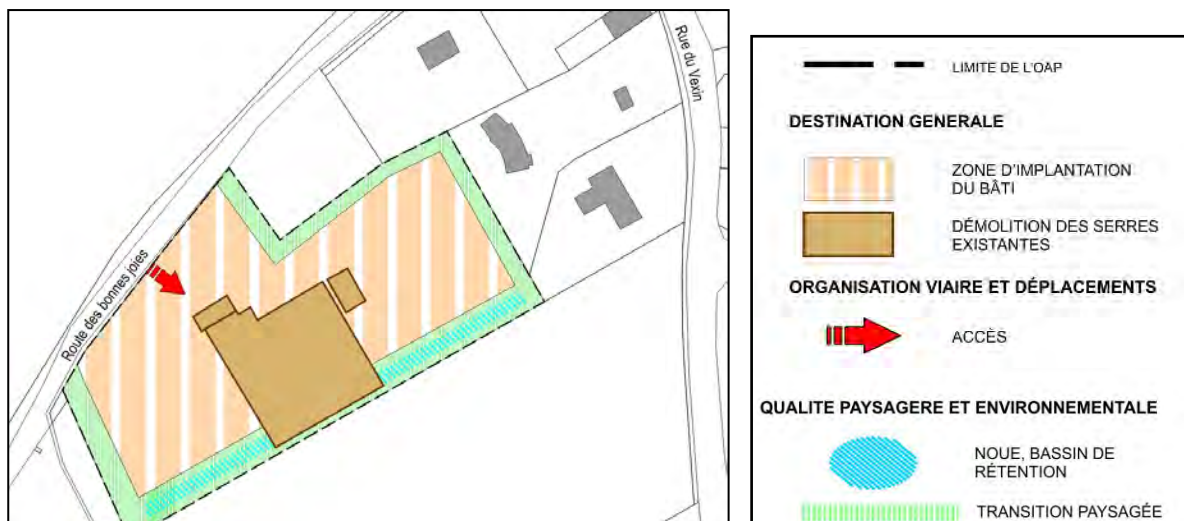 Rue du Vexin
Route des bonnes joies
LIMITE DE L'OAP
DESTINATION GENERALE
ZONE D'IMPLANTATION
DU BÂTI
DÉMOLITION DES SERRES
EXISTANTES
ORGANISATION VIAIRE ET DÉPLACEMENTS
ACCÈS
QUALITE PAYSAGERE ET ENVIRONNEMENTALE
NOUE, BASSIN DE
RÉTENTION
TRANSITION PAYSAGÉE